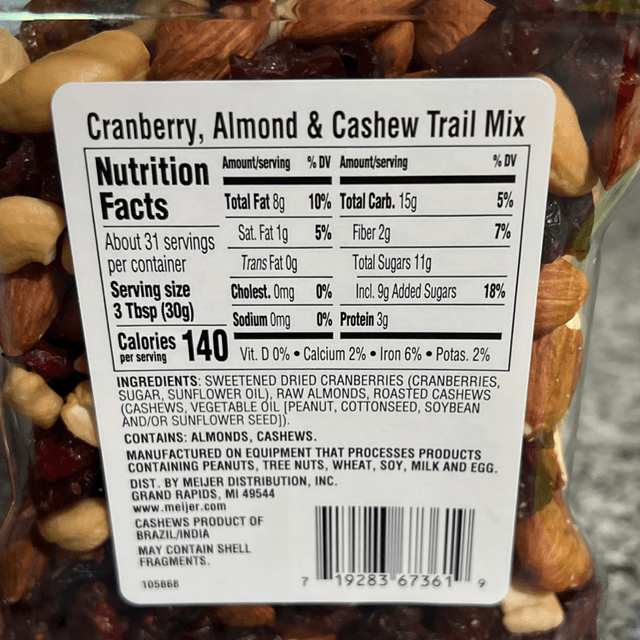 Cranberry, Almond & Cashew Trail Mix
Nutrition Facts
About 31 servings
per container
Serving size
3 Tbsp (30g)
Calories 140
per serving
Amount/serving % DV Amount/serving % DV
Total Fat 8g 10% Total Carb. 15g 5%
Sat. Fat 1g 5% Fiber 2g 7%
Trans Fat 0g Total Sugars 11g
Cholest. 0mg 0% Incl. 9g Added Sugars 18%
Sodium 0mg 0% Protein 3g
Vit. D 0% • Calcium 2% • Iron 6% • Potas. 2%
INGREDIENTS: SWEETENED DRIED CRANBERRIES (CRANBERRIES,
SUGAR, SUNFLOWER OIL), RAW ALMONDS, ROASTED CASHEWS
(CASHEWS, VEGETABLE OIL [PEANUT, COTTONSEED, SOYBEAN
AND/OR SUNFLOWER SEED]).
CONTAINS: ALMONDS, CASHEWS.
MANUFACTURED ON EQUIPMENT THAT PROCESSES PRODUCTS
CONTAINING PEANUTS, TREE NUTS, WHEAT, SOY, MILK AND EGG.
DIST. BY MEIJER DISTRIBUTION, INC.
GRAND RAPIDS, MI 49544
www.meijer.com
CASHEWS PRODUCT OF
BRAZIL/INDIA
MAY CONTAIN SHELL
FRAGMENTS.
105868
7 19283 67361 9